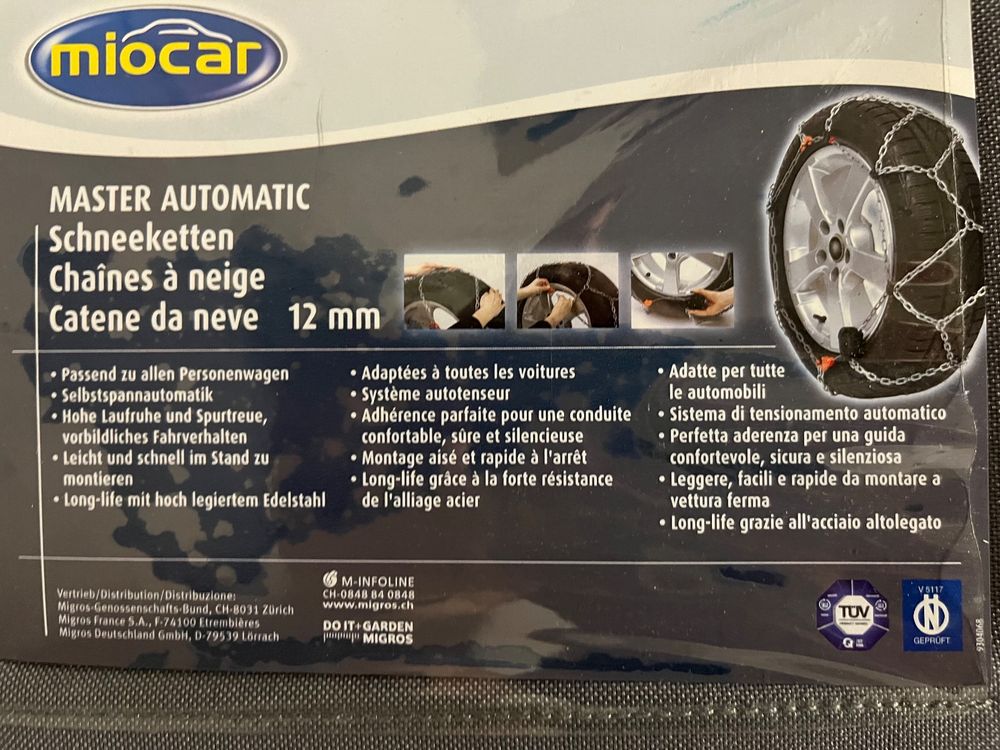 miocar
MASTER AUTOMATIC
Schneeketten
Chaînes à neige
Catene da neve 12 mm
• Passend zu allen Personenwagen
• Selbstspannautomatik
• Hohe Laufruhe und Spurtreue,
vorbildliches Fahrverhalten
• Leicht und schnell im Stand zu
montieren
• Long-life mit hoch legiertem Edelstahl
• Adaptées à toutes les voitures
• Système autotenseur
• Adhérence parfaite pour une conduite
confortable, sûre et silencieuse
• Montage aisé et rapide à l'arrêt
• Long-life grâce à la forte résistance
de l'alliage acier
• Adatte per tutte
le automobili
• Sistema di tensionamento automatico
• Perfetta aderenza per una guida
confortevole, sicura e silenziosa
• Leggere, facili e rapide da montare a
vettura ferma
• Long-life grazie all'acciaio altolegato
Vertrieb/Distribution/Distribuzione:
Migros-Genossenschafts-Bund, CH-8031 Zürich
Migros France S.A., F-74100 Etrembières
Migros Deutschland GmbH, D-79539 Lörrach
M-INFOLINE
CH-0848 84 0848
www.migros.ch
DO IT+GARDEN
MIGROS
TÜV
Q
V 5117
N
GEPRÜFT
9304068